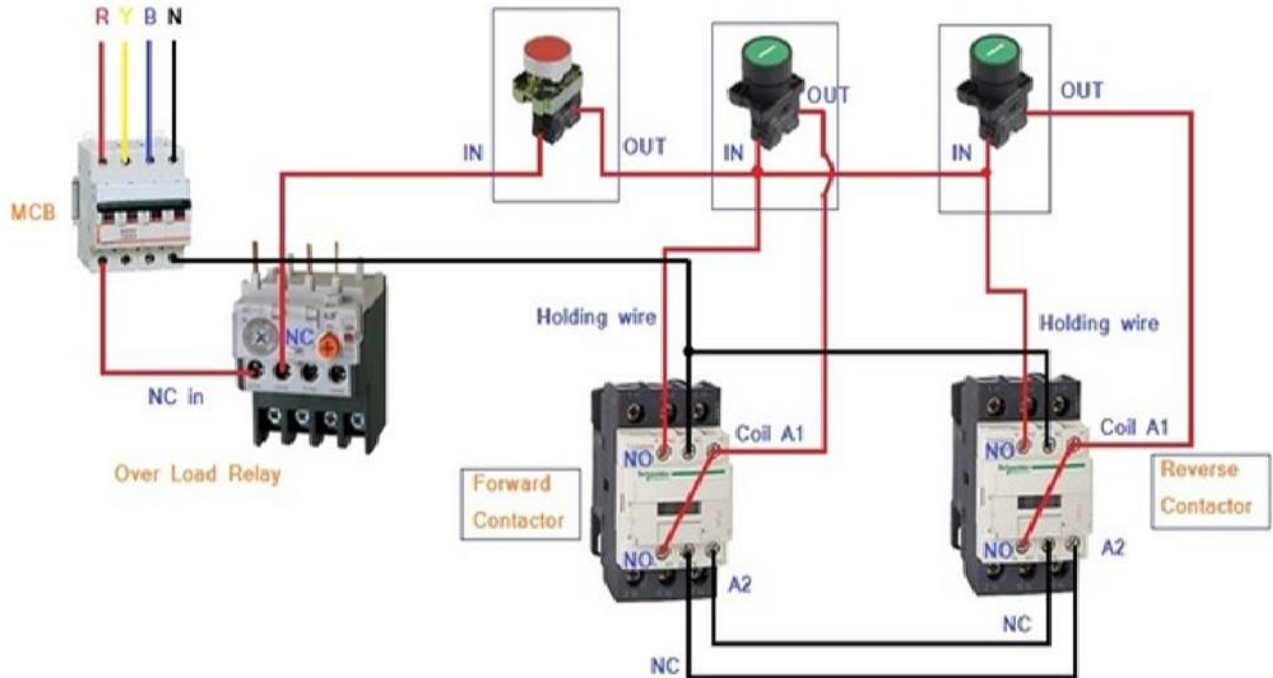 R Y B N
MCB
IN
OUT
IN
OUT
IN
OUT
NC
NC in
Over Load Relay
Holding wire
Holding wire
NO
Coil A1
NO
Coil A1
Forward
Contactor
Reverse
Contactor
NO
A2
NO
A2
NC
NC